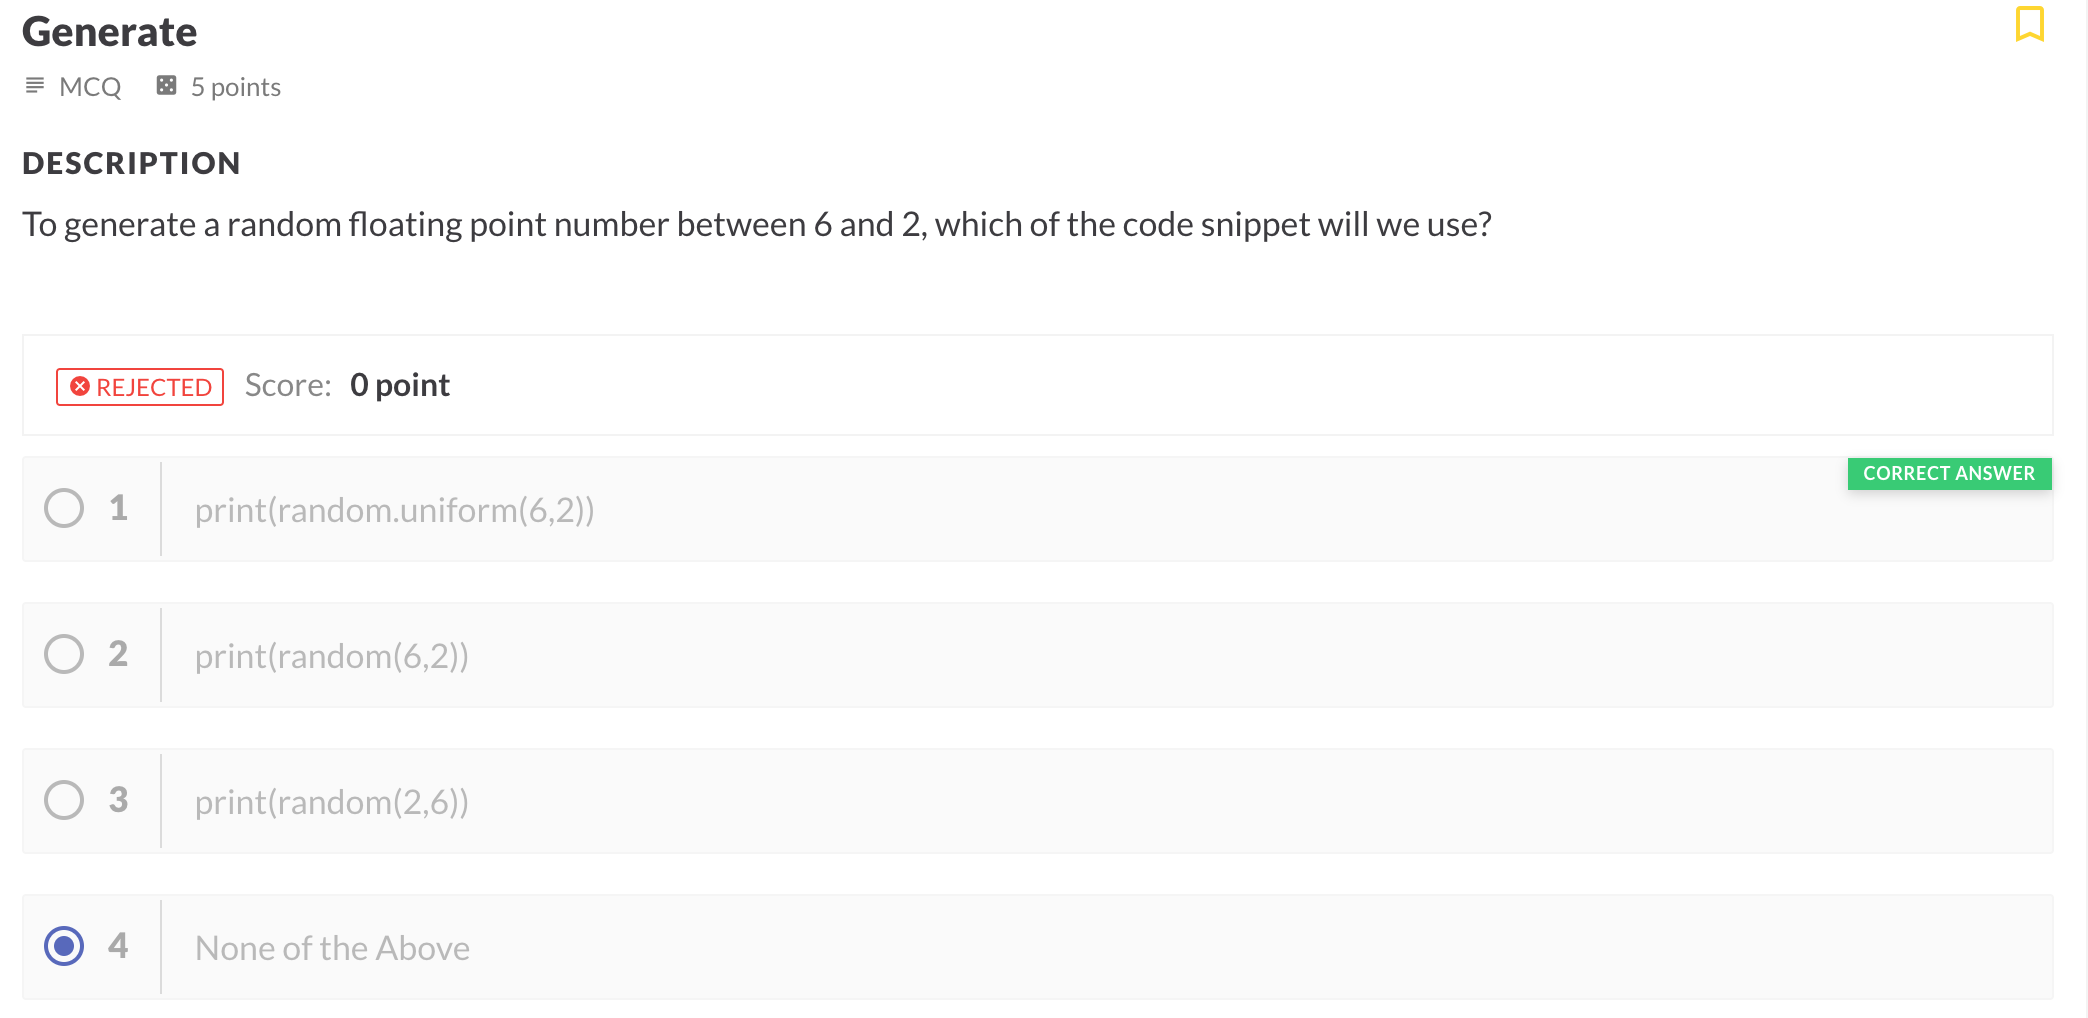 Generate
MCQ 5 points
DESCRIPTION
To generate a random floating point number between 6 and 2, which of the code snippet will we use?
REJECTED Score: 0 point
CORRECT ANSWER
1 print(random.uniform(6,2))
2 print(random(6,2))
3 print(random(2,6))
4 None of the Above